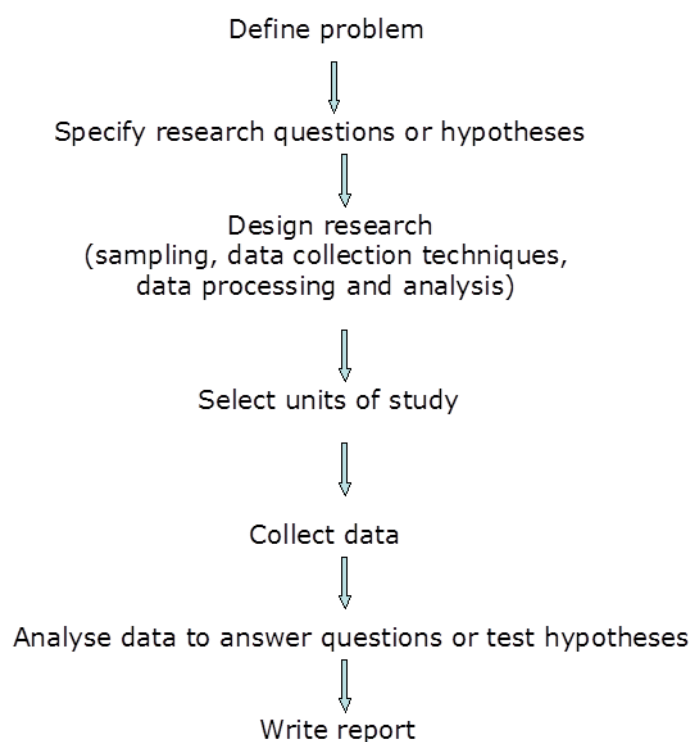 Define problem
Specify research questions or hypotheses
Design research
(sampling, data collection techniques,
data processing and analysis)
Select units of study
Collect data
Analyse data to answer questions or test hypotheses
Write report